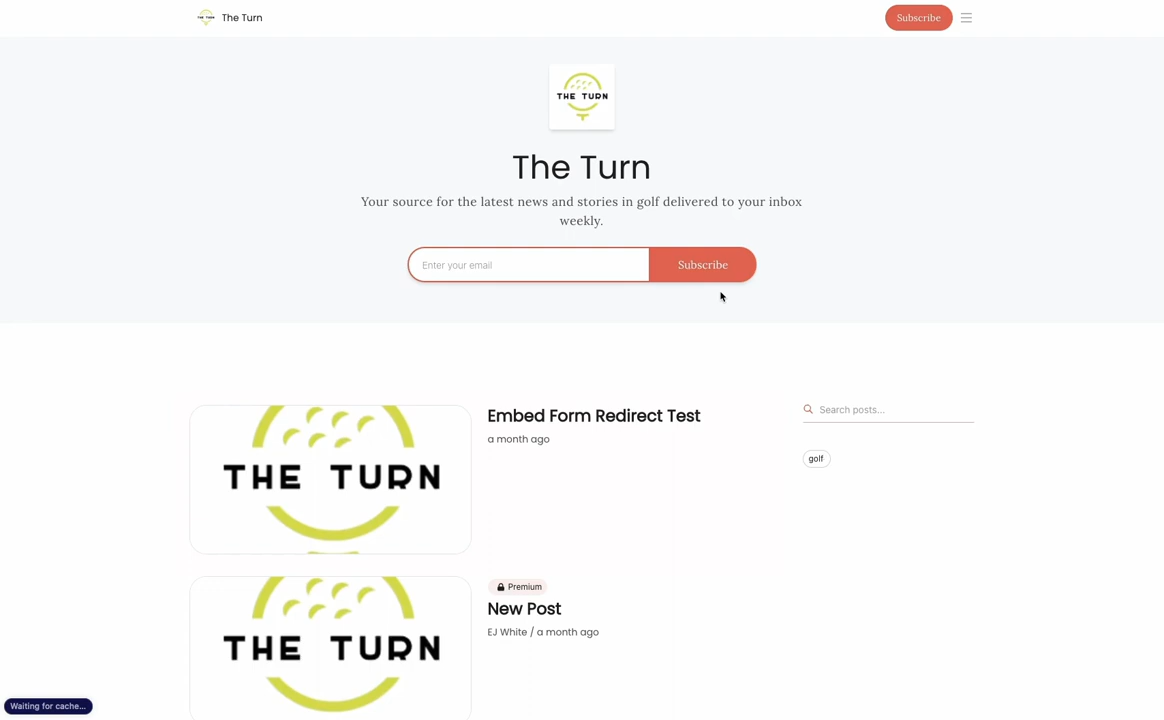 THE TURN
The Turn
Subscribe
THE TURN
The Turn
Your source for the latest news and stories in golf delivered to your inbox
weekly.
Enter your email
Subscribe
THE TURN
Embed Form Redirect Test
a month ago
Search posts...
golf
THE TURN
Premium
New Post
EJ White / a month ago
Waiting for cache...